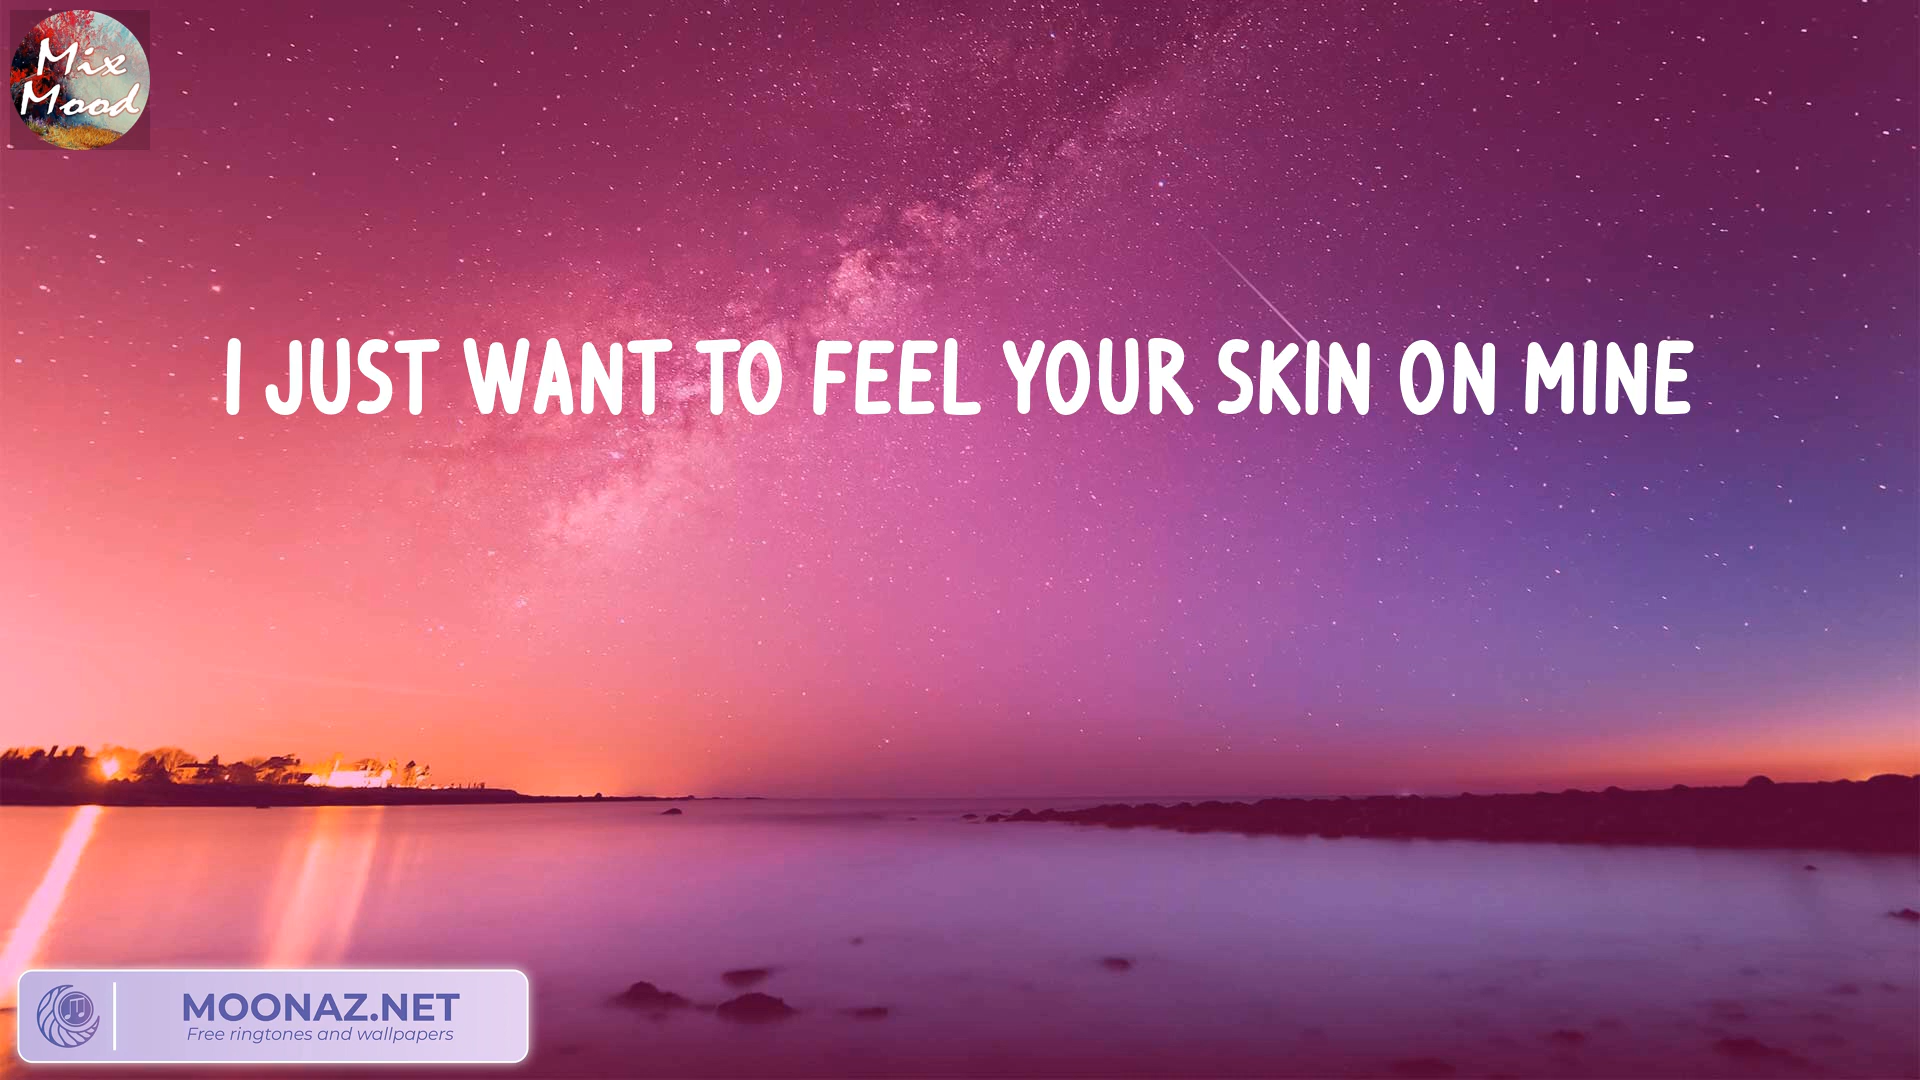 Mix
Mood
I JUST WANT TO FEEL YOUR SKIN ON MINE
MOONAZ.NET
Free ringtones and wallpapers